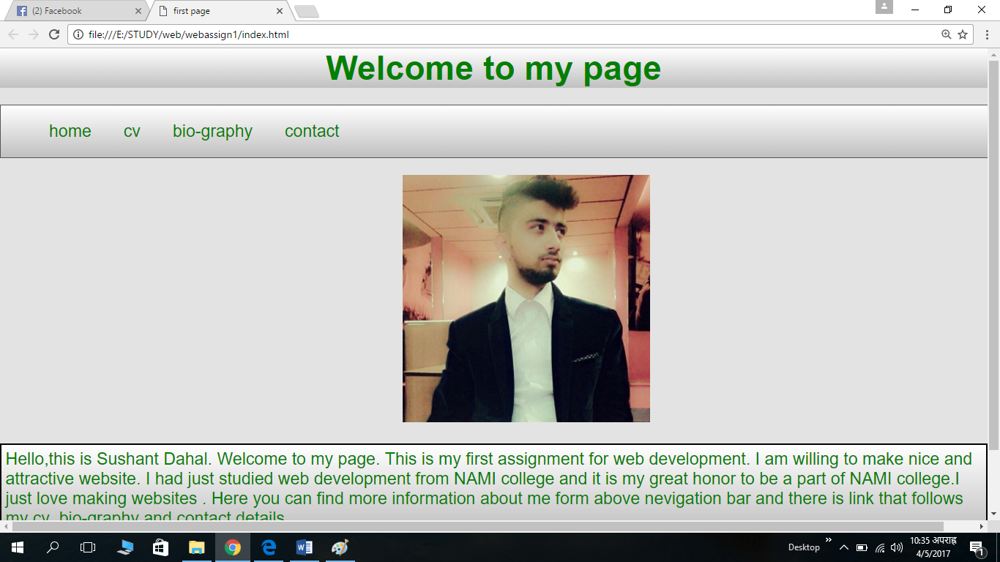 (2) Facebook
first page
file:///E:/STUDY/web/webassign1/index.html
Welcome to my page
home cv bio-graphy contact
Hello,this is Sushant Dahal. Welcome to my page. This is my first assignment for web development. I am willing to make nice and
attractive website. I had just studied web development from NAMI college and it is my great honor to be a part of NAMI college.I
just love making websites . Here you can find more information about me form above nevigation bar and there is link that follows
my cv, bio-graphy and contact details
Desktop
10:35 अपराह्न
4/5/2017
1